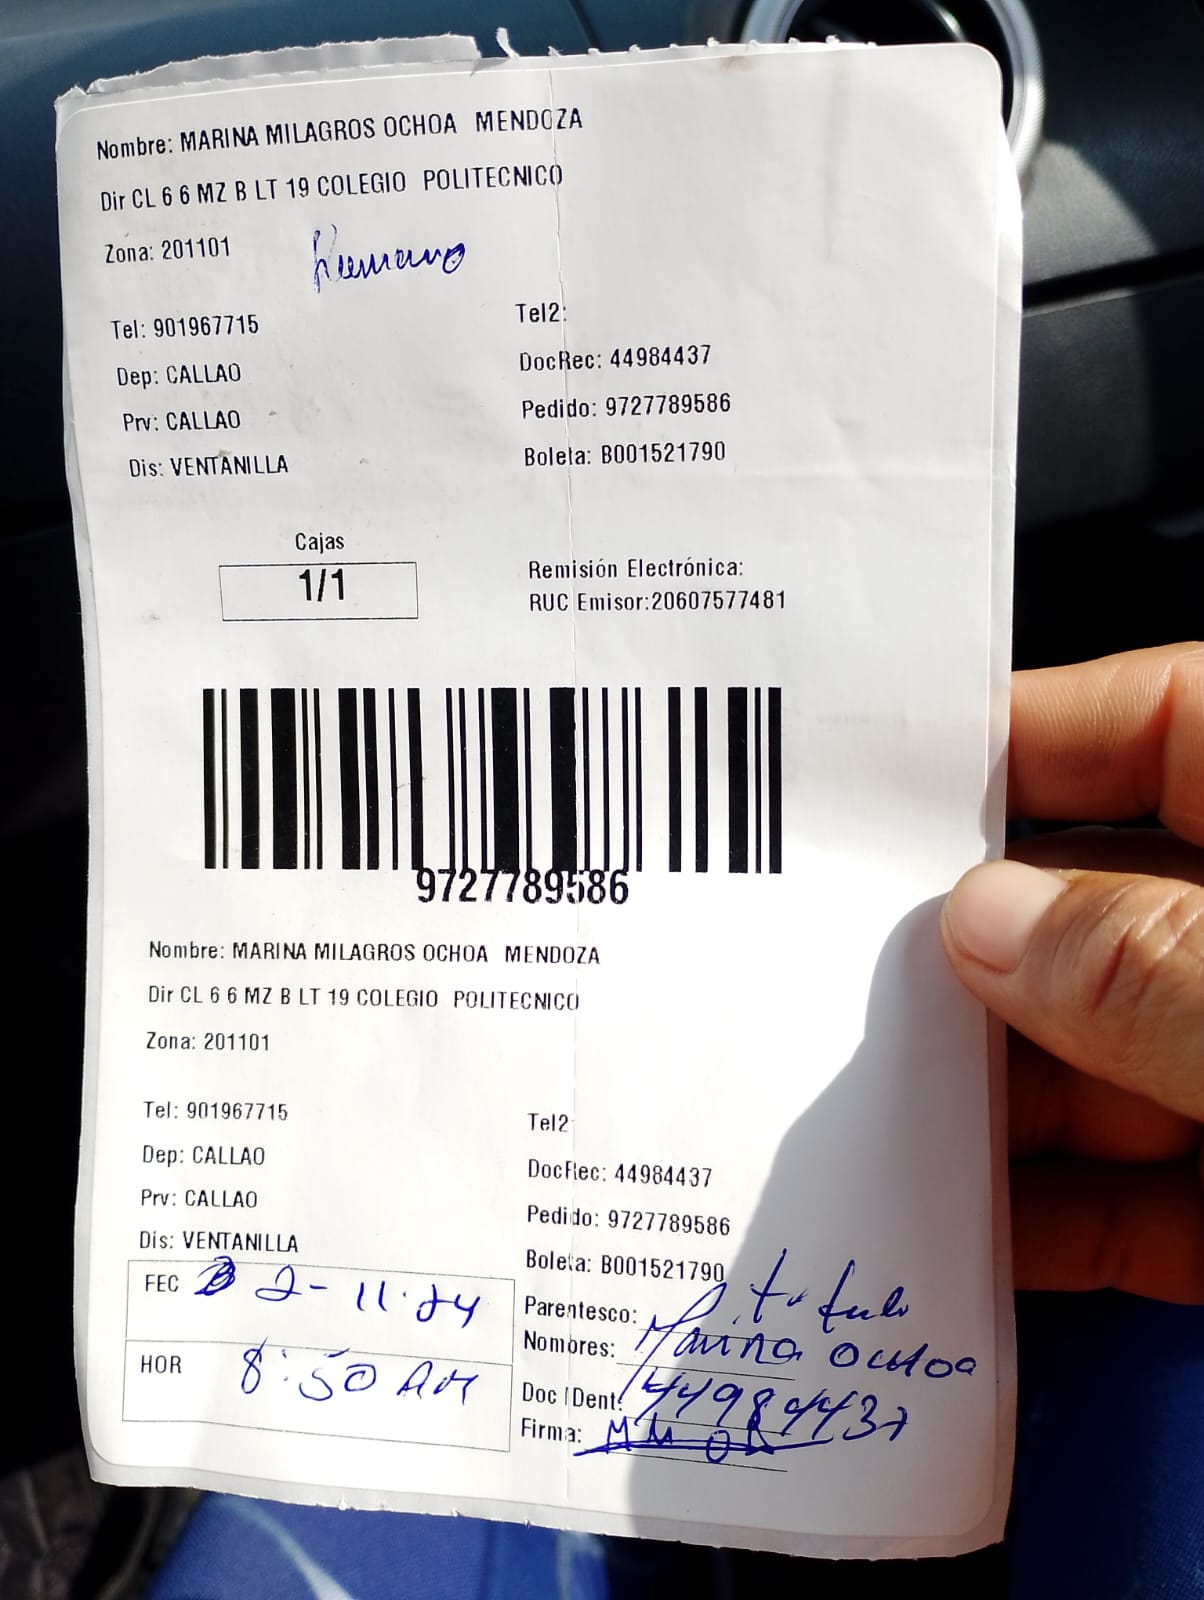 Nombre: MARINA MILAGROS OCHOA MENDOZA
Dir CL 6 6 MZ B LT 19 COLEGIO POLITECNICO
Zona: 201101
Tel: 901967715
Tel2:
Dep: CALLAO
DocRec: 44984437
Prv: CALLAO
Pedido: 9727789586
Dis: VENTANILLA
Boleta: B001521790
Cajas
1/1
Remisión Electrónica:
RUC Emisor:20607577481
9727789586
Nombre: MARINA MILAGROS OCHOA MENDOZA
Dir CL 6 6 MZ B LT 19 COLEGIO POLITECNICO
Zona: 201101
Tel: 901967715
Tel2
Dep: CALLAO
DocRec: 44984437
Prv: CALLAO
Pedido: 9727789586
Dis: VENTANILLA
Boleta: B001521790
FEC 2-11-24
HOR 8:50 AM
Parentesco:
Nombres: Marina ochoa
Doc IDent: 44984437
Firma: